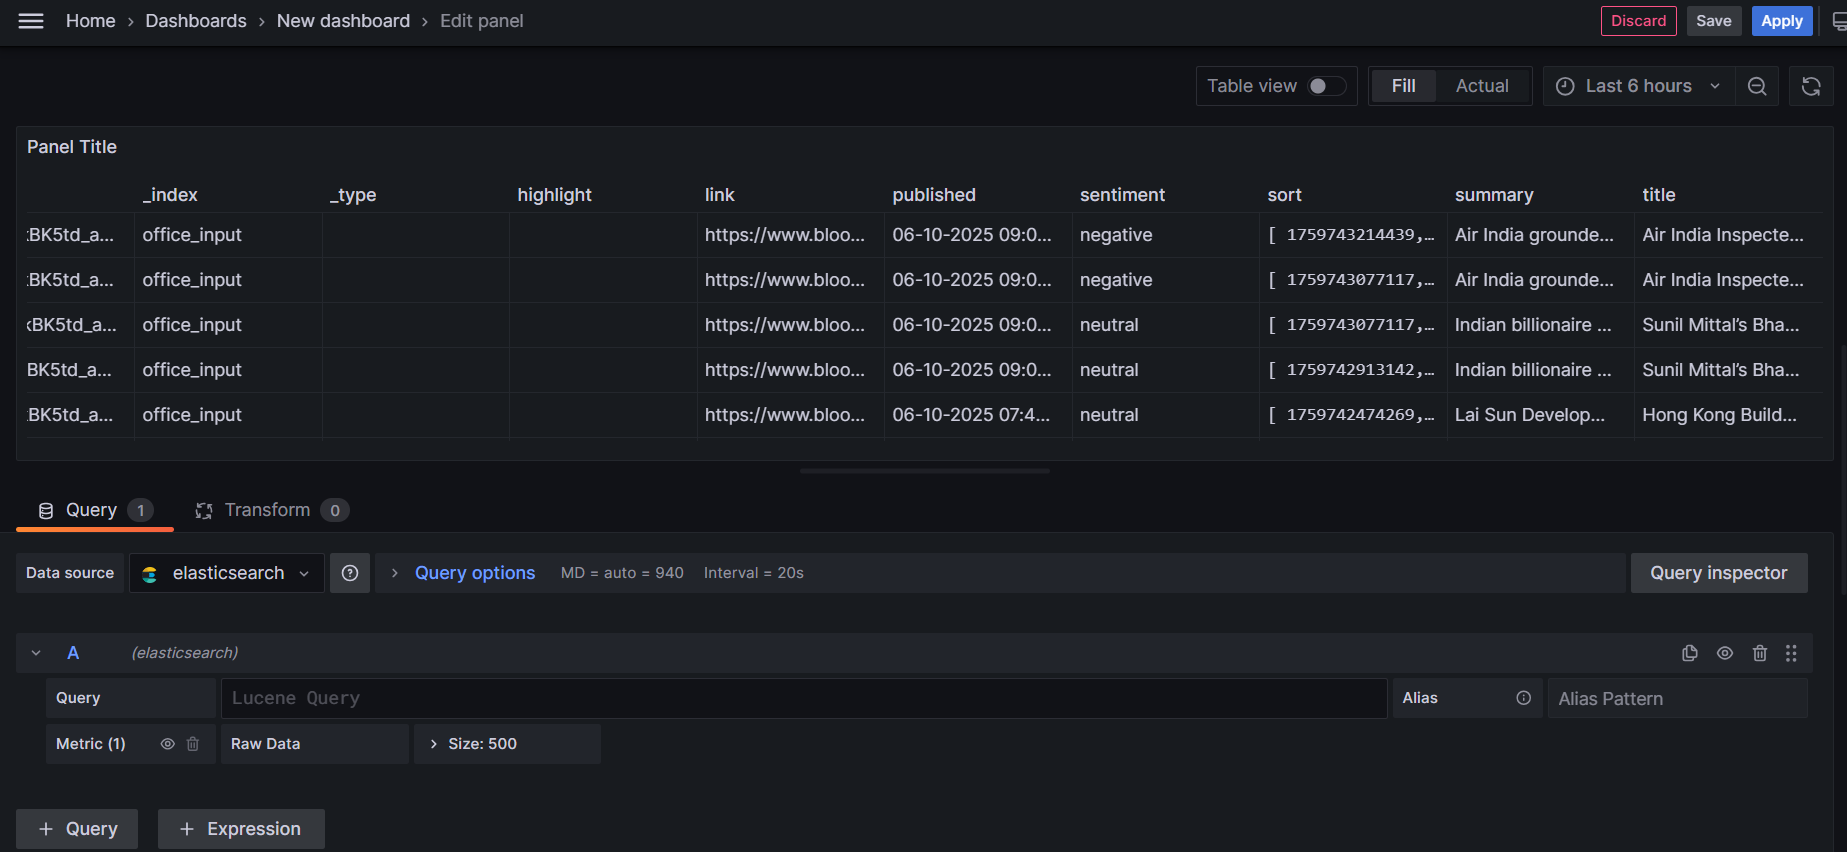 Home › Dashboards › New dashboard › Edit panel
Discard Save Apply
Table view Fill Actual Last 6 hours
Panel Title
_index _type highlight link published sentiment sort summary title
BK5td_a... office_input https://www.bloo... 06-10-2025 09:0... negative [ 1759743214439,… Air India grounde... Air India Inspecte...
BK5td_a... office_input https://www.bloo... 06-10-2025 09:0... negative [ 1759743077117,… Air India grounde... Air India Inspecte...
BK5td_a... office_input https://www.bloo... 06-10-2025 09:0... neutral [ 1759743077117,… Indian billionaire ... Sunil Mittal’s Bha...
BK5td_a... office_input https://www.bloo... 06-10-2025 09:0... neutral [ 1759742913142,… Indian billionaire ... Sunil Mittal’s Bha...
BK5td_a... office_input https://www.bloo... 06-10-2025 07:4... neutral [ 1759742474269,… Lai Sun Develop... Hong Kong Build...
Query 1 Transform 0
Data source elasticsearch › Query options MD = auto = 940 Interval = 20s Query inspector
A (elasticsearch)
Query Lucene Query Alias Alias Pattern
Metric (1) Raw Data › Size: 500
+ Query + Expression